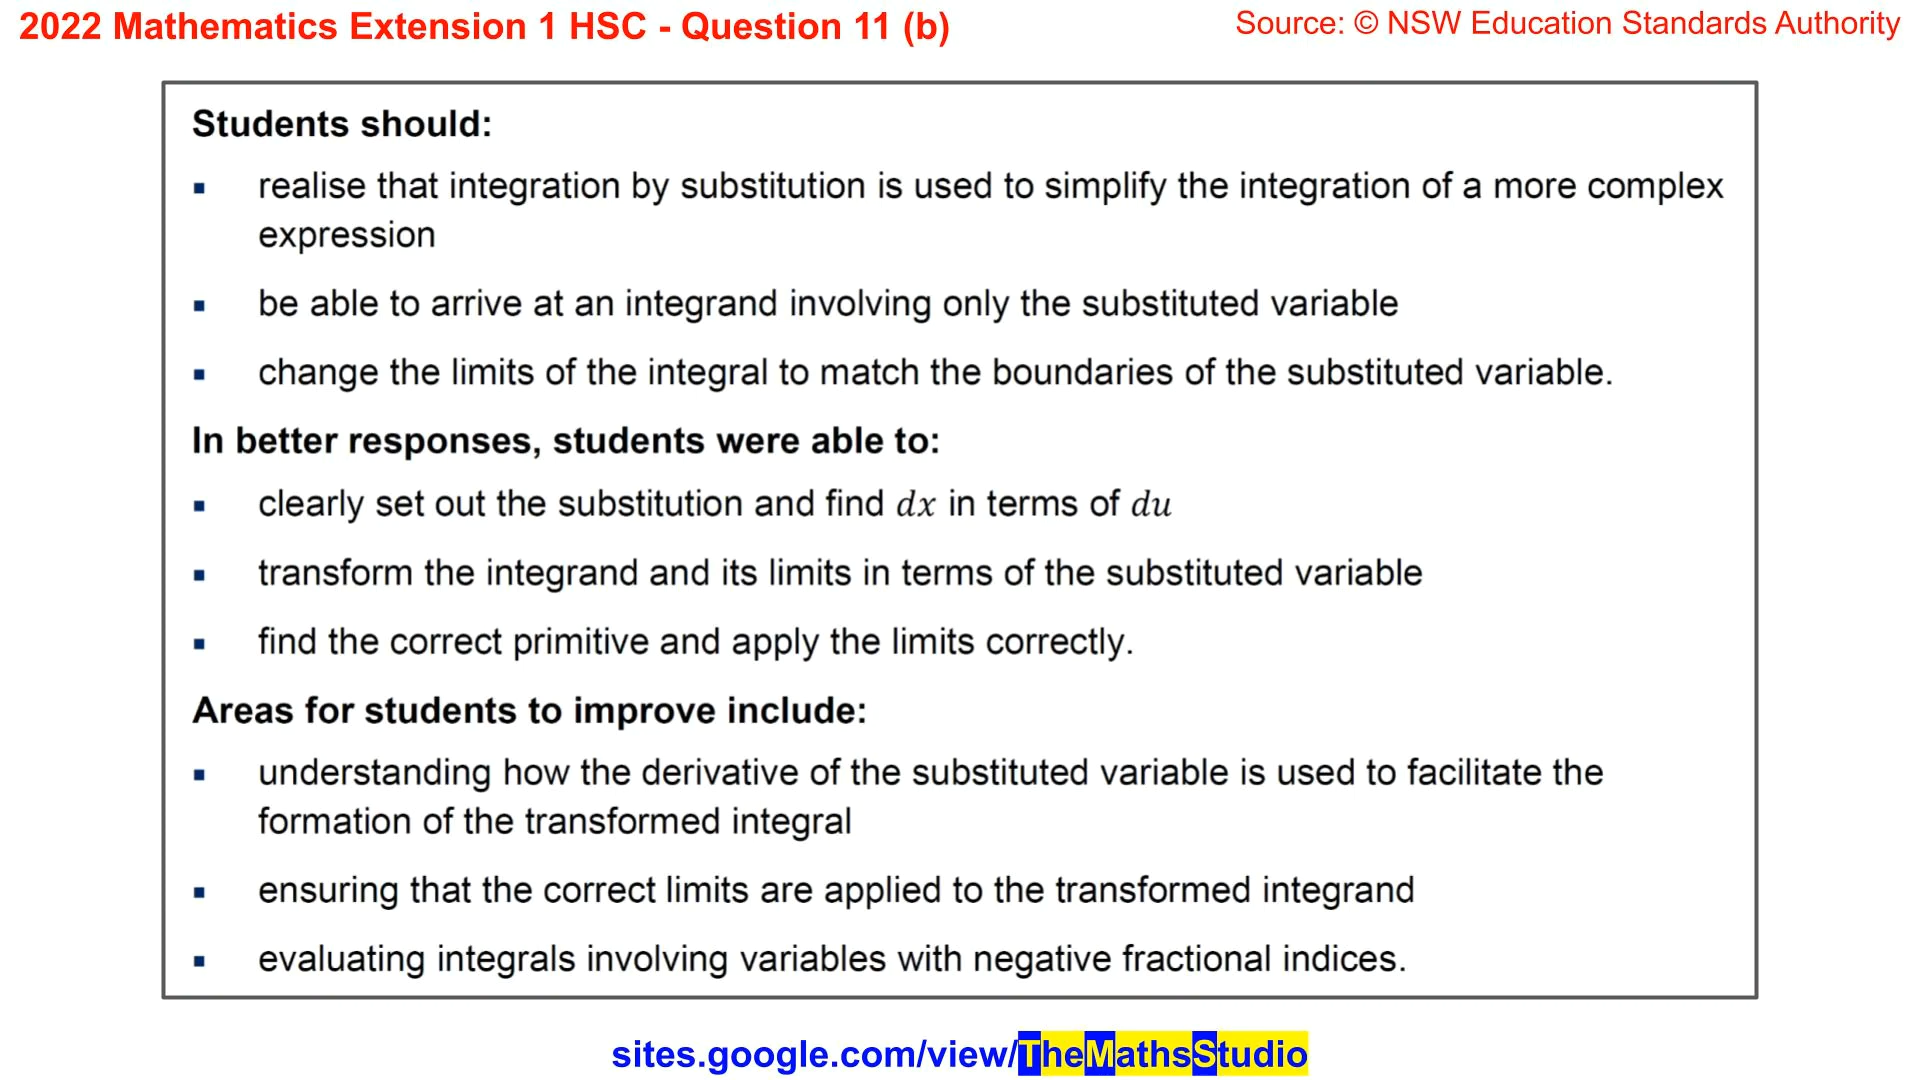 2022 Mathematics Extension 1 HSC - Question 11 (b)
Source: © NSW Education Standards Authority
Students should:
▪ realise that integration by substitution is used to simplify the integration of a more complex
expression
▪ be able to arrive at an integrand involving only the substituted variable
▪ change the limits of the integral to match the boundaries of the substituted variable.
In better responses, students were able to:
▪ clearly set out the substitution and find dx in terms of du
▪ transform the integrand and its limits in terms of the substituted variable
▪ find the correct primitive and apply the limits correctly.
Areas for students to improve include:
▪ understanding how the derivative of the substituted variable is used to facilitate the
formation of the transformed integral
▪ ensuring that the correct limits are applied to the transformed integrand
▪ evaluating integrals involving variables with negative fractional indices.
sites.google.com/view/TheMathsStudio